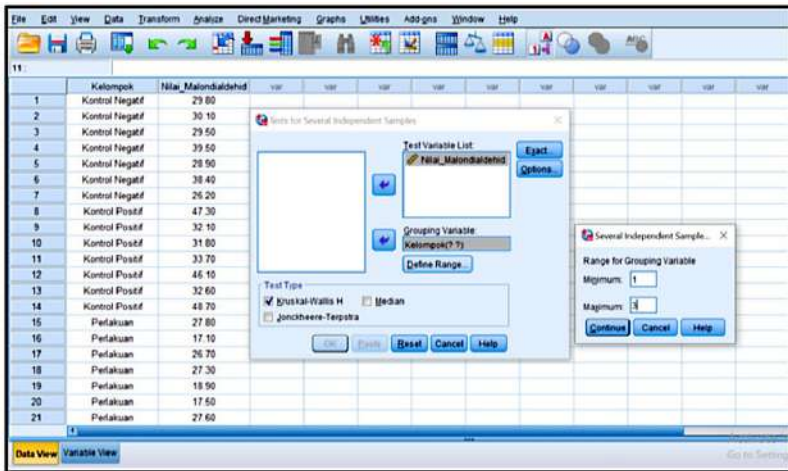 File Edit View Data Transform Analyze Direct Marketing Graphs Utilities Add-ons Window Help
11 :
Kelompok Nilai_Malondialdehid var var var var var var var var var var
1 Kontrol Negatif 29.80
2 Kontrol Negatif 30.10
3 Kontrol Negatif 29.50
4 Kontrol Negatif 39.50
5 Kontrol Negatif 28.90
6 Kontrol Negatif 38.40
7 Kontrol Negatif 26.20
8 Kontrol Positif 47.30
9 Kontrol Positif 32.10
10 Kontrol Positif 31.80
11 Kontrol Positif 33.70
12 Kontrol Positif 46.10
13 Kontrol Positif 32.60
14 Kontrol Positif 48.70
15 Perlakuan 27.80
16 Perlakuan 17.10
17 Perlakuan 26.70
18 Perlakuan 27.30
19 Perlakuan 18.90
20 Perlakuan 17.50
21 Perlakuan 27.60
Tests for Several Independent Samples
Test Variable List:
Nilai_Malondialdehid
Exact...
Options...
Grouping Variable:
Kelompok(? ?)
Define Range...
Test Type
Kruskal-Wallis H Median
Jonckheere-Terpstra
OK Paste Reset Cancel Help
Several Independent Sample...
Range for Grouping Variable
Minimum: 1
Maximum: 3
Continue Cancel Help
Data View Variable View
Go to Setting